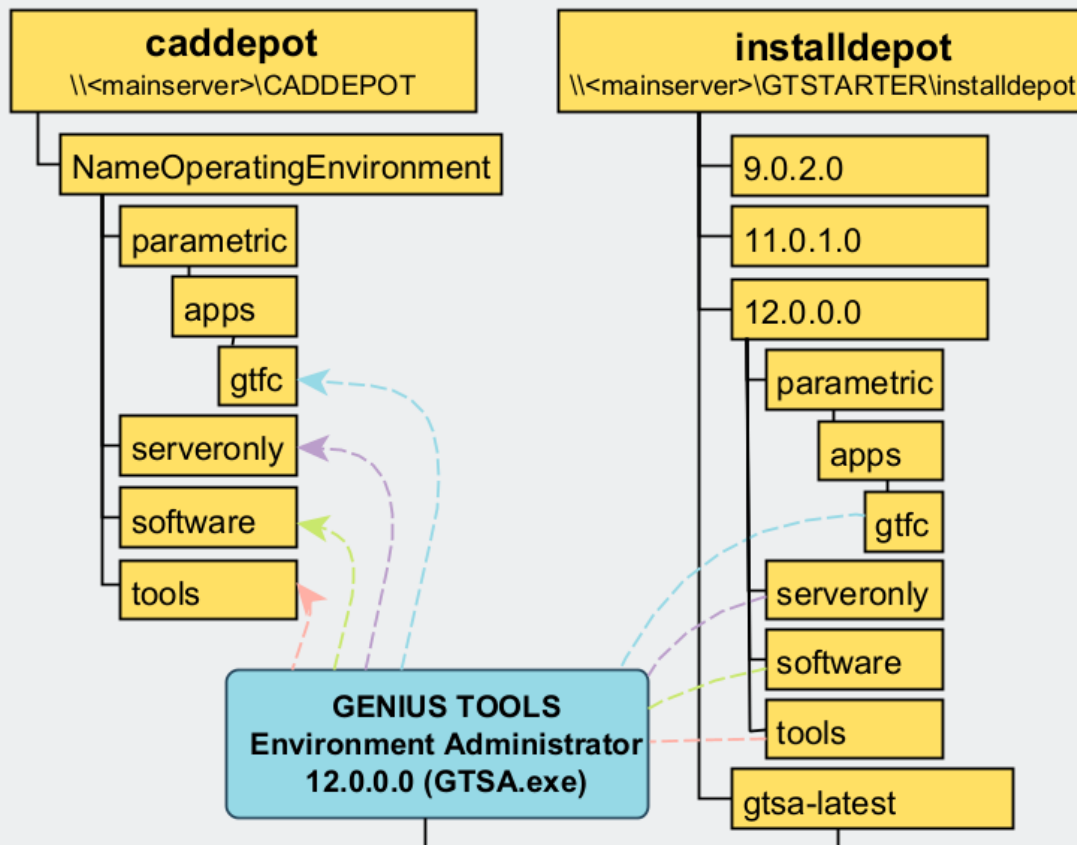 caddepot
\\<mainserver>\CADDEPOT
NameOperatingEnvironment
parametric
apps
gtfc
serveronly
software
tools
installdepot
\\<mainserver>\GTSTARTER\installdepot
9.0.2.0
11.0.1.0
12.0.0.0
parametric
apps
gtfc
serveronly
software
tools
gtsa-latest
GENIUS TOOLS
Environment Administrator
12.0.0.0 (GTSA.exe)